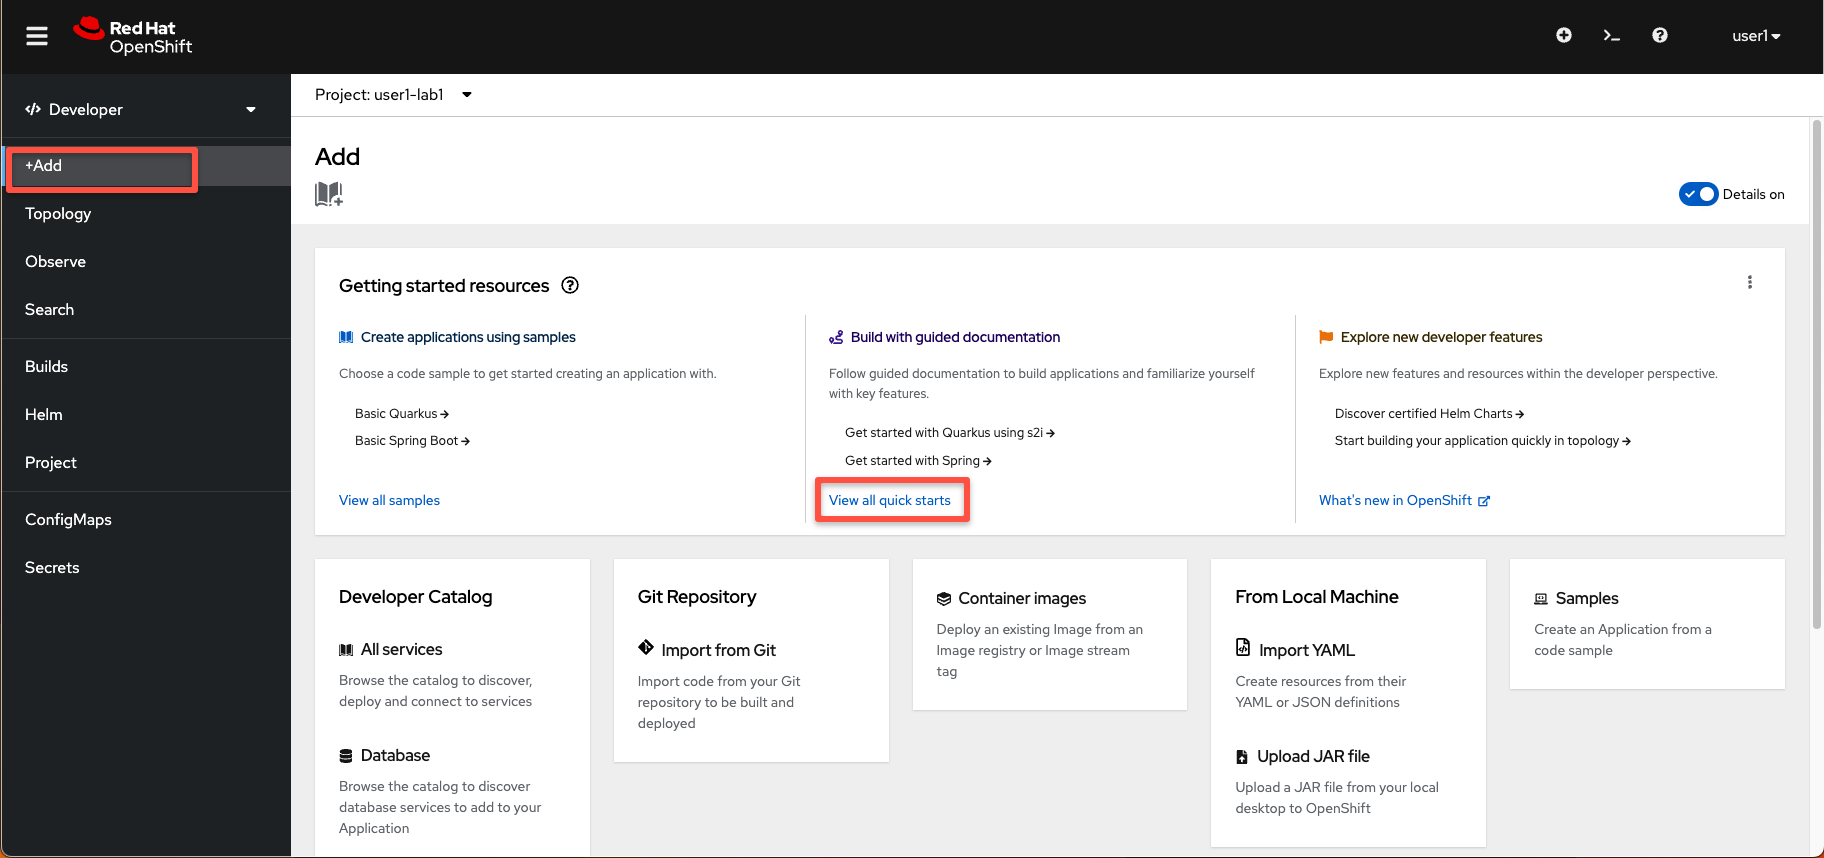 Red Hat
OpenShift
user1
Developer
Project: user1-lab1
+Add
Topology
Observe
Search
Builds
Helm
Project
ConfigMaps
Secrets
Add
Details on
Getting started resources
Create applications using samples
Choose a code sample to get started creating an application with.
Basic Quarkus
Basic Spring Boot
View all samples
Build with guided documentation
Follow guided documentation to build applications and familiarize yourself
with key features.
Get started with Quarkus using s2i
Get started with Spring
View all quick starts
Explore new developer features
Explore new features and resources within the developer perspective.
Discover certified Helm Charts
Start building your application quickly in topology
What's new in OpenShift
Developer Catalog
All services
Browse the catalog to discover,
deploy and connect to services
Database
Browse the catalog to discover
database services to add to your
Application
Git Repository
Import from Git
Import code from your Git
repository to be built and
deployed
Container images
Deploy an existing Image from an
Image registry or Image stream
tag
From Local Machine
Import YAML
Create resources from their
YAML or JSON definitions
Upload JAR file
Upload a JAR file from your local
desktop to OpenShift
Samples
Create an Application from a
code sample